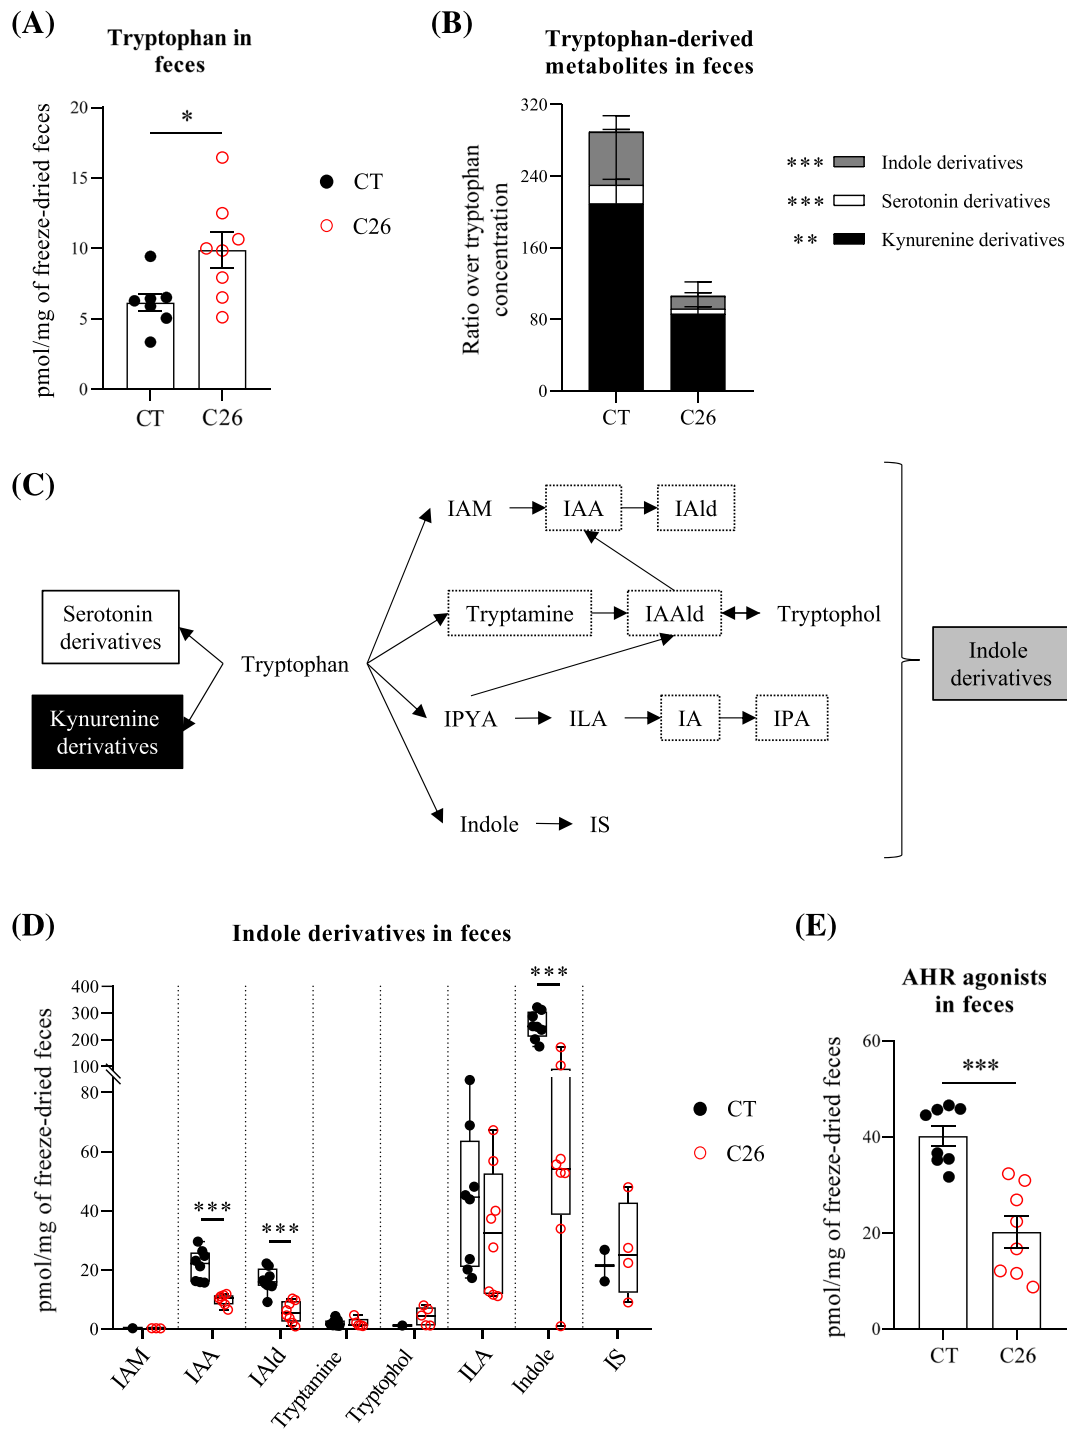 (A)
Tryptophan in
feces
pmol/mg of freeze-dried feces
20
15
10
5
0
*
CT
C26
CT
C26
(B)
Tryptophan-derived
metabolites in feces
Ratio over tryptophan
concentration
320
240
160
80
0
CT
C26
*** Indole derivatives
*** Serotonin derivatives
** Kynurenine derivatives
(C)
IAM
IAA
IAld
Serotonin
derivatives
Tryptamine
IAAld
Tryptophol
Tryptophan
Indole
derivatives
Kynurenine
derivatives
IPYA
ILA
IA
IPA
Indole
IS
(D)
Indole derivatives in feces
pmol/mg of freeze-dried feces
400
300
200
100
80
60
40
20
0
***
***
***
IAM
IAA
IAld
Tryptamine
Tryptophol
ILA
Indole
IS
CT
C26
(E)
AHR agonists
in feces
pmol/mg of freeze-dried feces
60
40
20
0
***
CT
C26